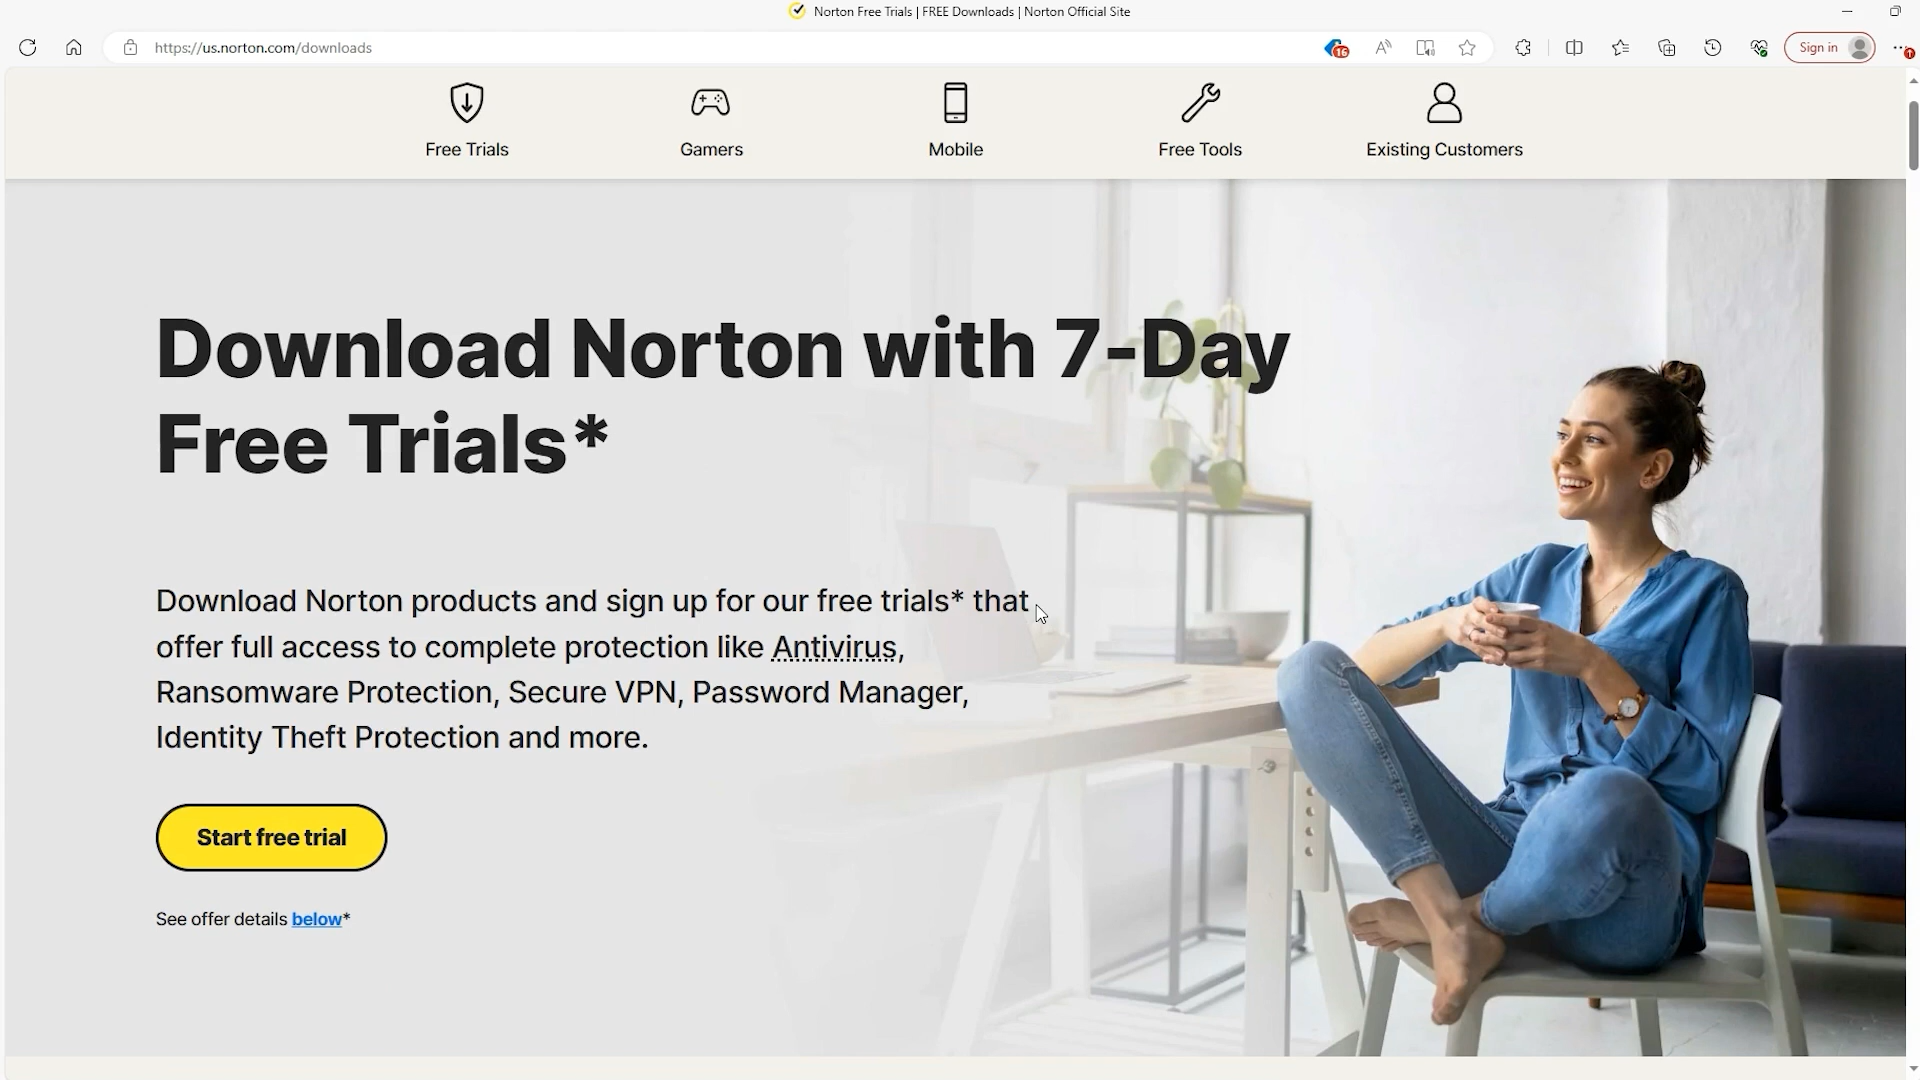 Norton Free Trials | FREE Downloads | Norton Official Site
https://us.norton.com/downloads
16
Sign in
Free Trials
Gamers
Mobile
Free Tools
Existing Customers
Download Norton with 7-Day
Free Trials*
Download Norton products and sign up for our free trials* that
offer full access to complete protection like Antivirus,
Ransomware Protection, Secure VPN, Password Manager,
Identity Theft Protection and more.
Start free trial
See offer details below*